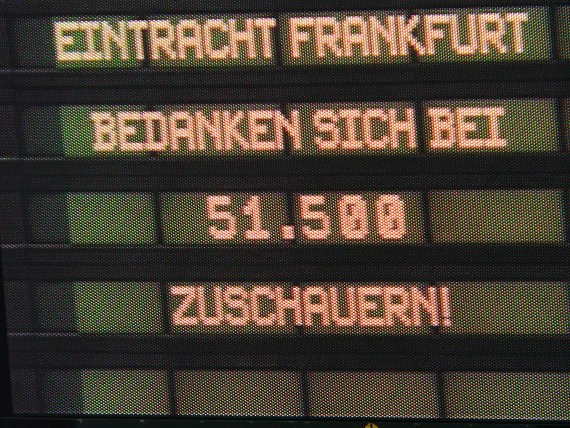 EINTRACHT FRANKFURT
BEDANKEN SICH BEI
51.500
ZUSCHAUERN!